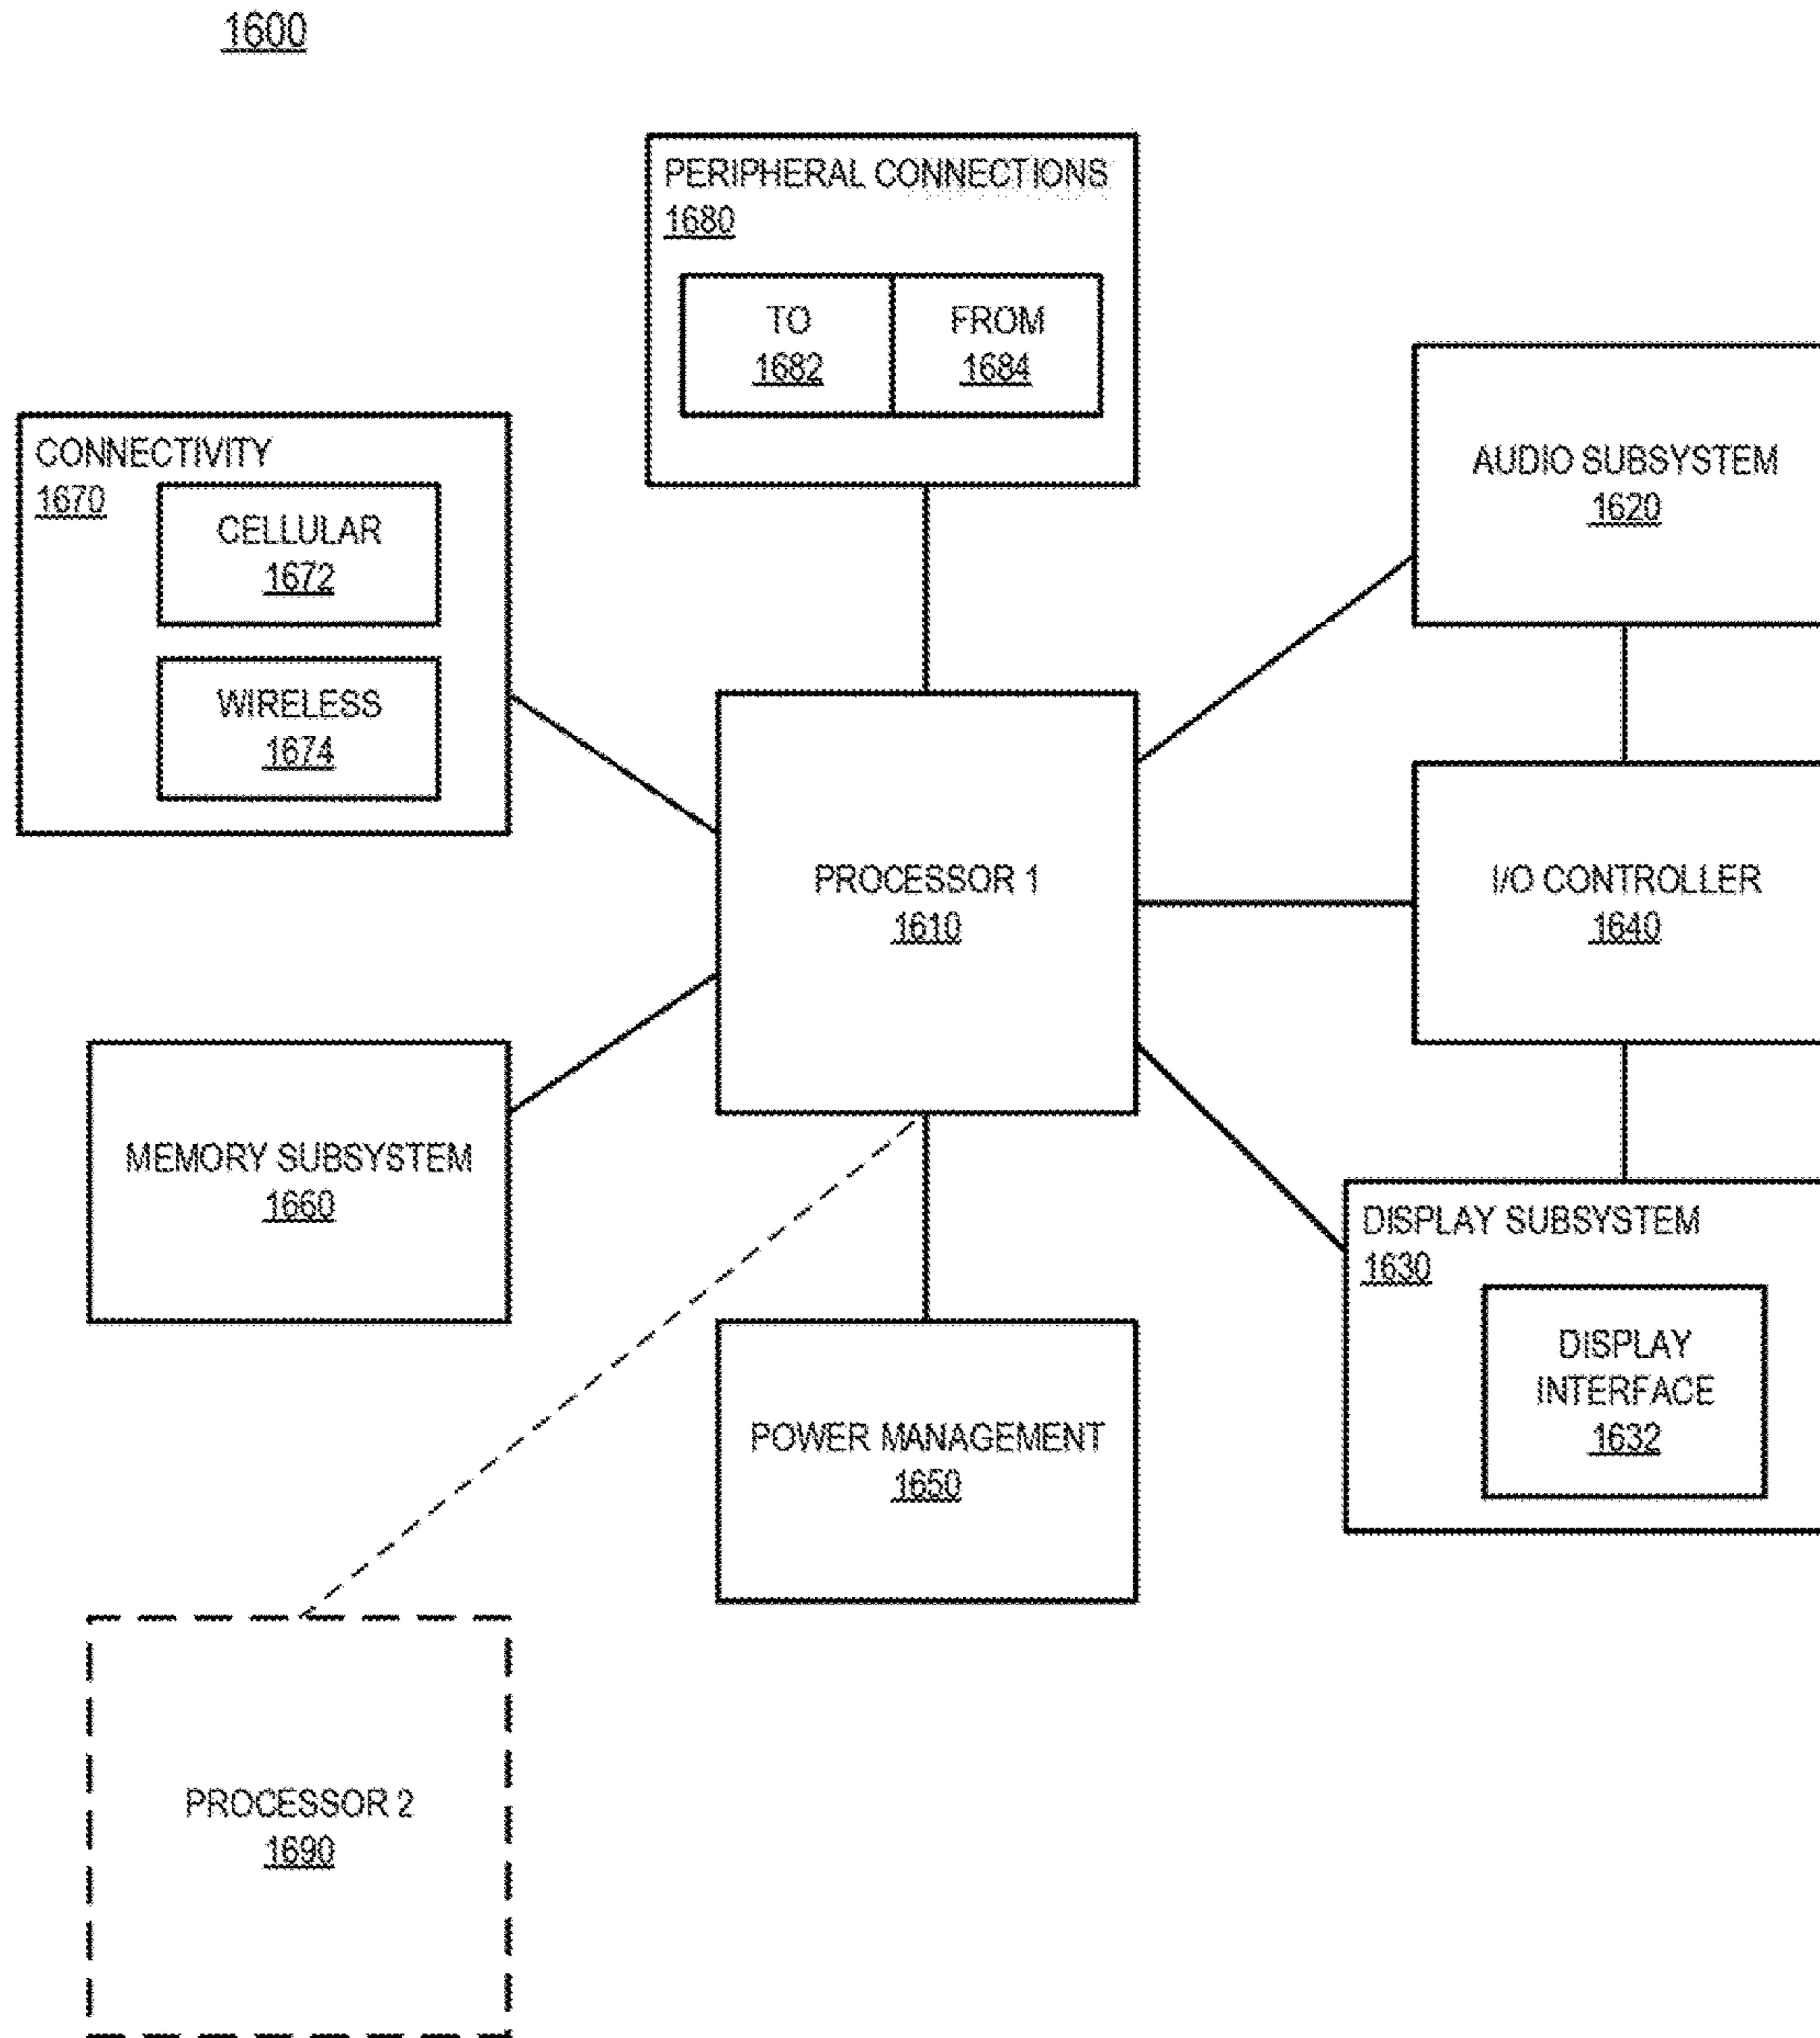 1600
PERIPHERAL CONNECTIONS
1680
TO
1682
FROM
1684
CONNECTIVITY
1670
CELLULAR
1672
WIRELESS
1674
AUDIO SUBSYSTEM
1620
PROCESSOR 1
1610
I/O CONTROLLER
1640
MEMORY SUBSYSTEM
1660
DISPLAY SUBSYSTEM
1630
DISPLAY
INTERFACE
1632
POWER MANAGEMENT
1650
PROCESSOR 2
1690